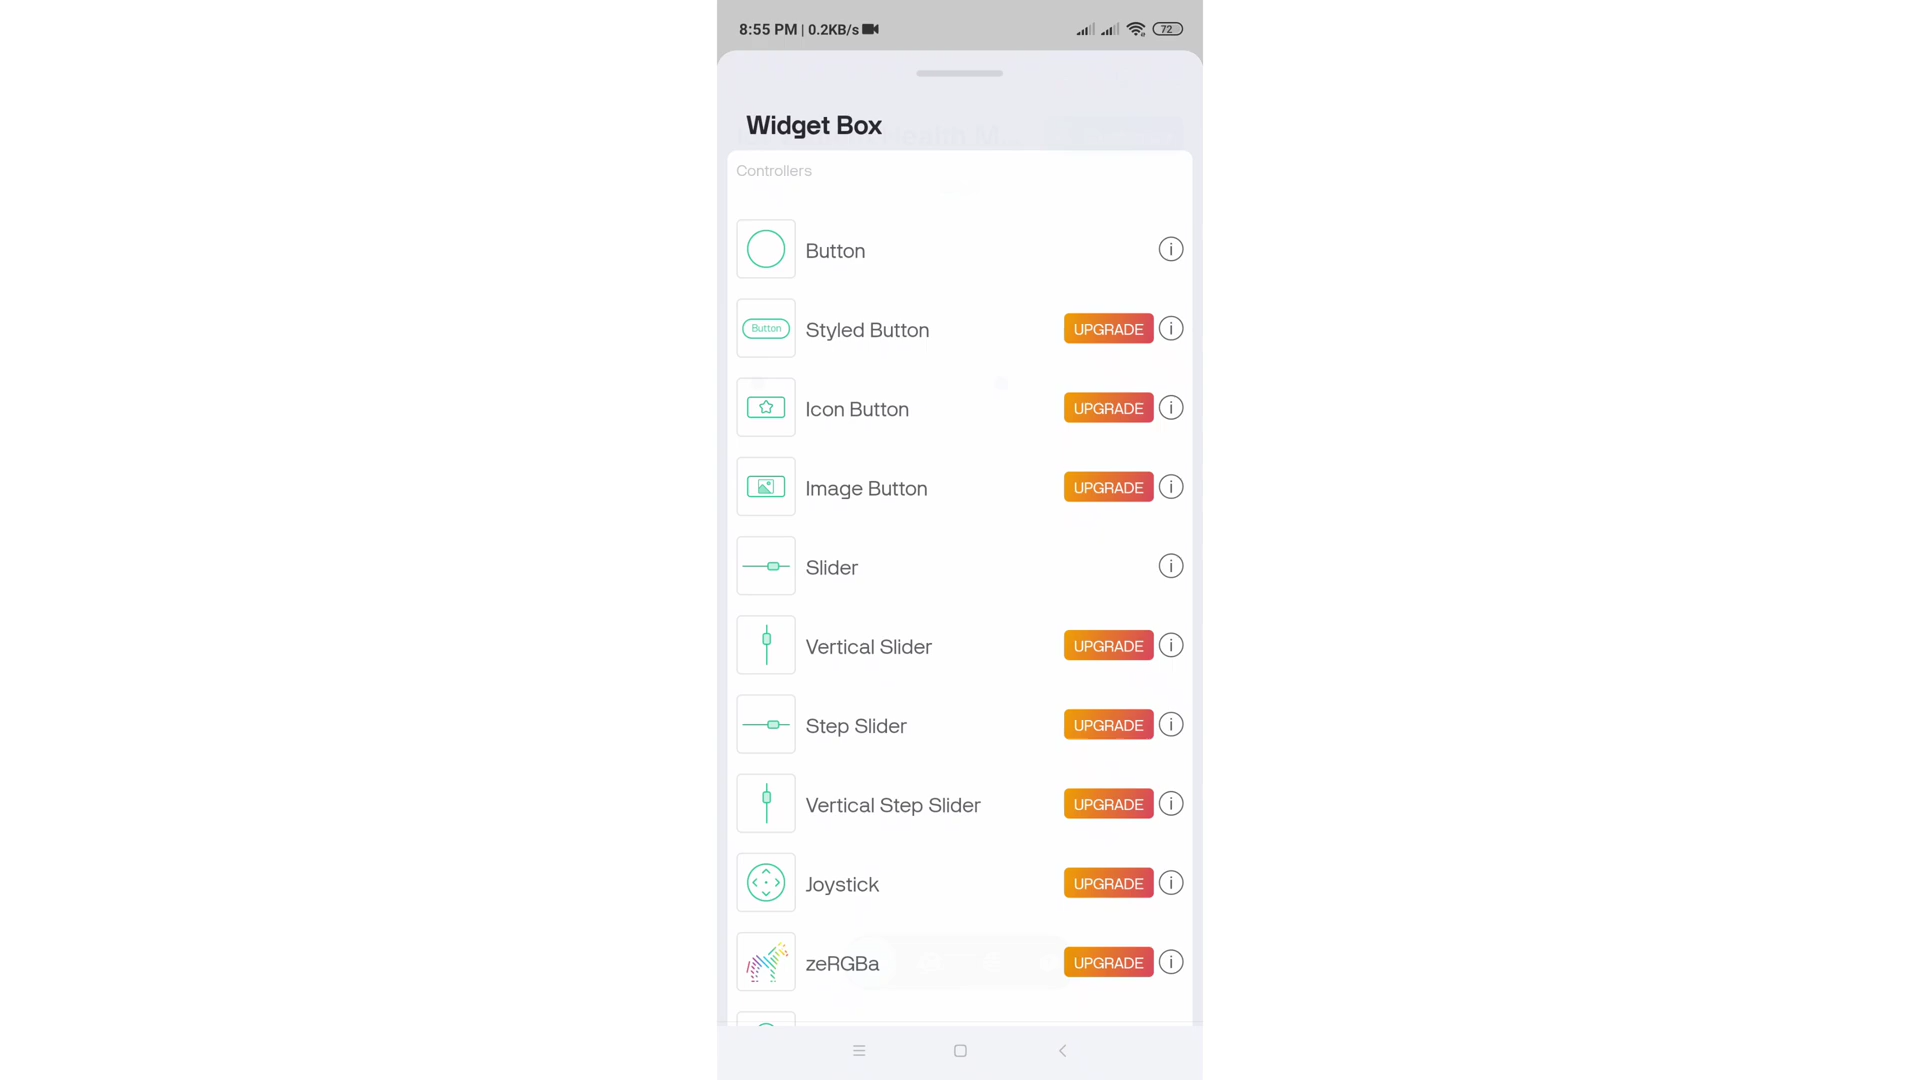 8:55 PM | 0.2KB/s 72
Widget Box
Controllers
Button
Button
Styled Button UPGRADE
Icon Button UPGRADE
Image Button UPGRADE
Slider
Vertical Slider UPGRADE
Step Slider UPGRADE
Vertical Step Slider UPGRADE
Joystick UPGRADE
zeRGBa UPGRADE